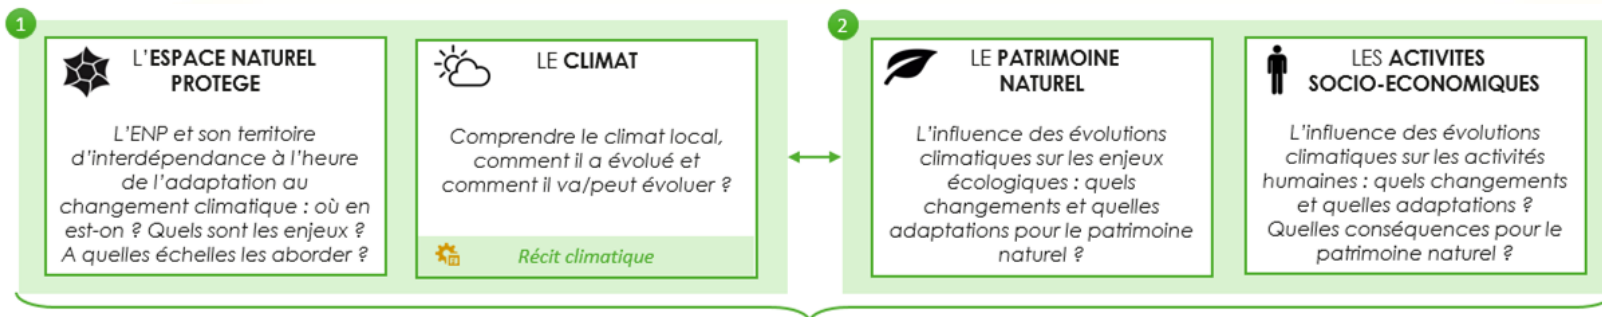 1
L'ESPACE NATUREL
PROTEGE
L'ENP et son territoire
d'interdépendance à l'heure
de l'adaptation au
changement climatique : où en
est-on ? Quels sont les enjeux ?
A quelles échelles les aborder ?
LE CLIMAT
Comprendre le climat local,
comment il a évolué et
comment il va/peut évoluer ?
Récit climatique
2
LE PATRIMOINE
NATUREL
L'influence des évolutions
climatiques sur les enjeux
écologiques : quels
changements et quelles
adaptations pour le patrimoine
naturel ?
LES ACTIVITES
SOCIO-ECONOMIQUES
L'influence des évolutions
climatiques sur les activités
humaines : quels changements
et quelles adaptations ?
Quelles conséquences pour le
patrimoine naturel ?